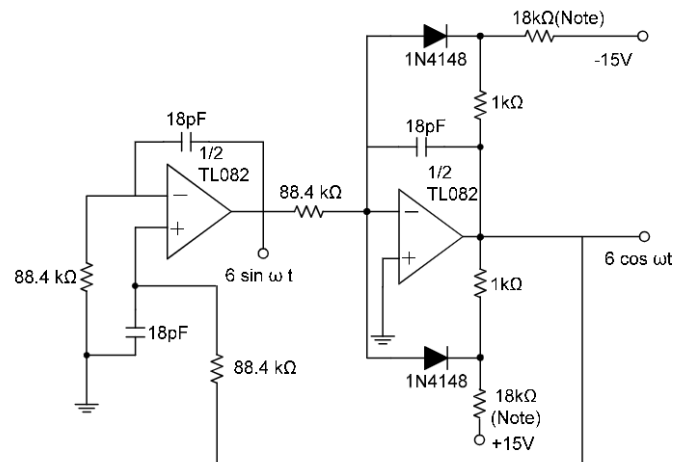 18kΩ(Note)
1N4148
-15V
18pF
1kΩ
18pF
1/2
TL082
1/2
TL082
88.4 kΩ
−
+
−
+
6 sin ω t
6 cos ωt
88.4 kΩ
1kΩ
18pF
88.4 kΩ
1N4148
18kΩ
(Note)
+15V